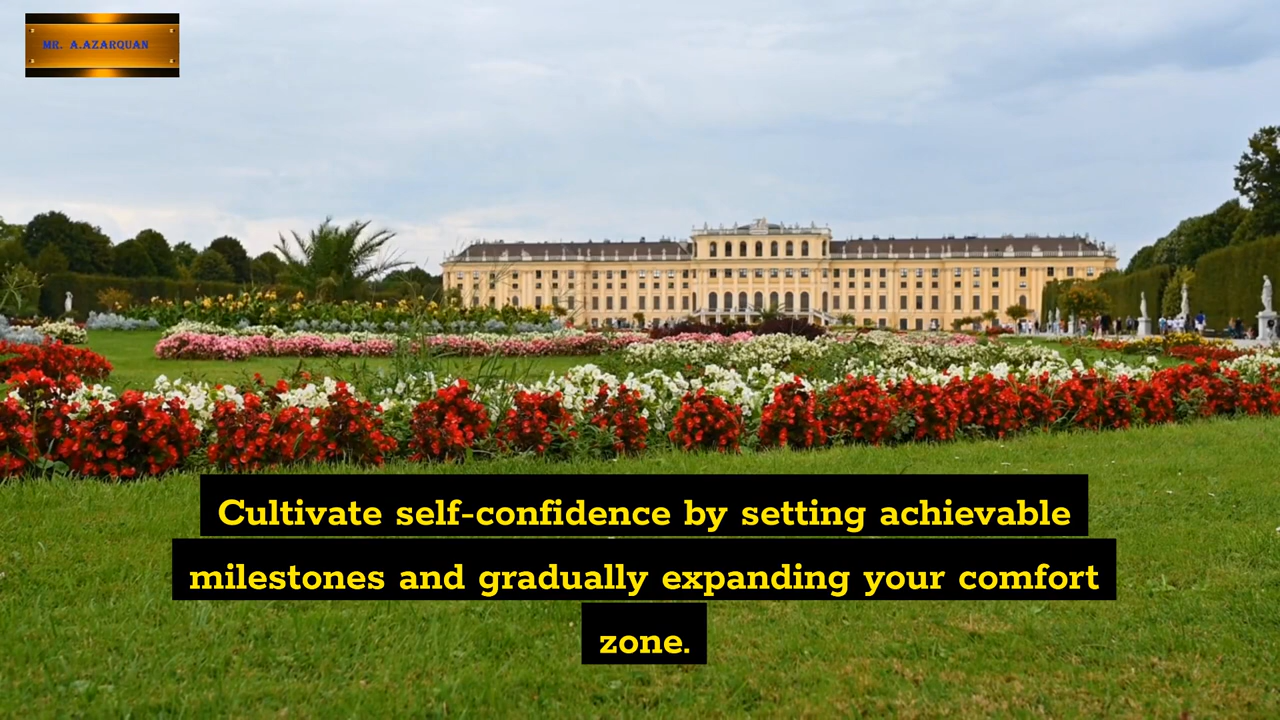 MR. A.AZARQUAN
Cultivate self-confidence by setting achievable
milestones and gradually expanding your comfort
zone.